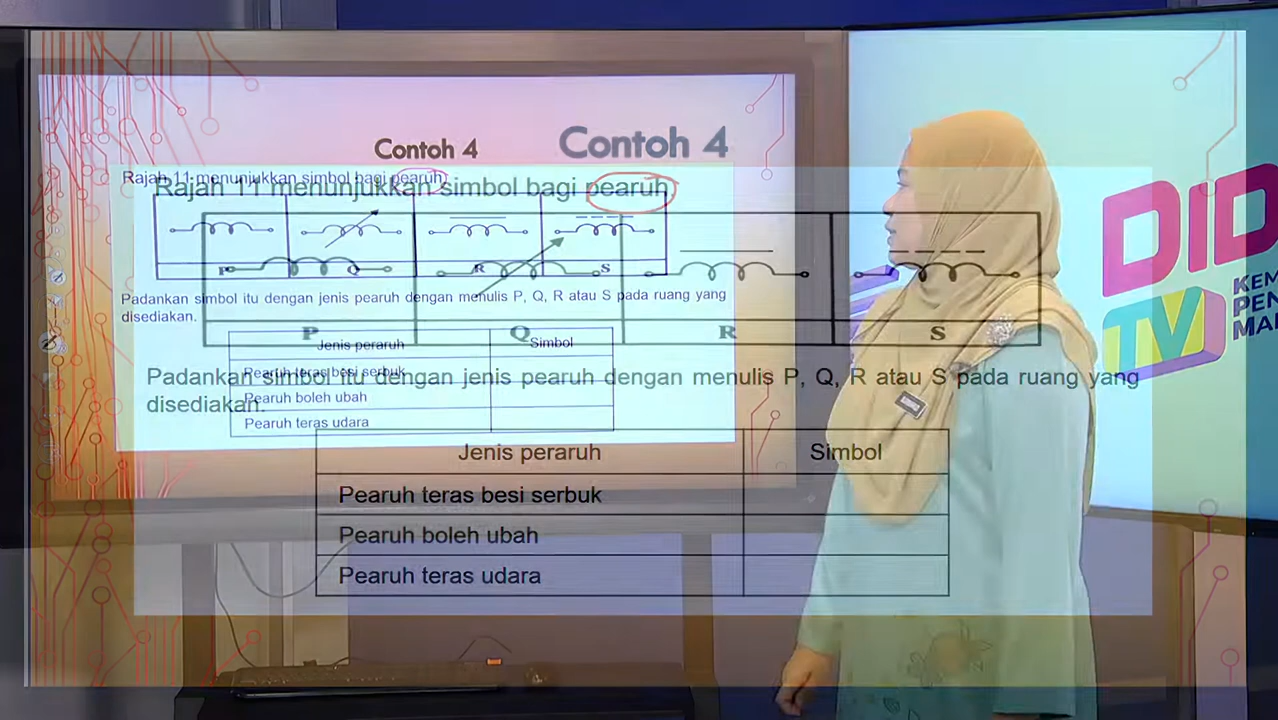 Contoh 4
Rajah 11 menunjukkan simbol bagi pearuh
P Q R S
Padankan simbol itu dengan jenis pearuh dengan menulis P, Q, R atau S pada ruang yang
disediakan.
Jenis peraruh Simbol
Pearuh teras besi serbuk
Pearuh boleh ubah
Pearuh teras udara
Contoh 4
Rajah 11 menunjukkan simbol bagi pearuh
P Q R S
Padankan simbol itu dengan jenis pearuh dengan menulis P, Q, R atau S pada ruang yang
disediakan.
Jenis peraruh Simbol
Pearuh teras besi serbuk
Pearuh boleh ubah
Pearuh teras udara
DID
TV
KEM
PEN
MAL